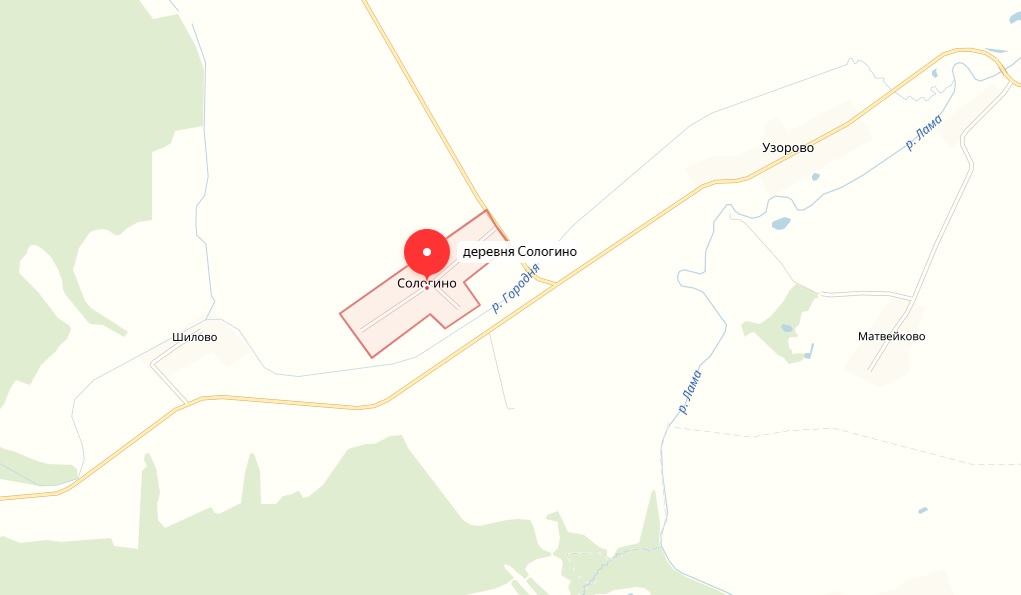 р. Лама
Узорово
деревня Сологино
Сологино
р. Городня
Шилово
Матвейково
р. Лама